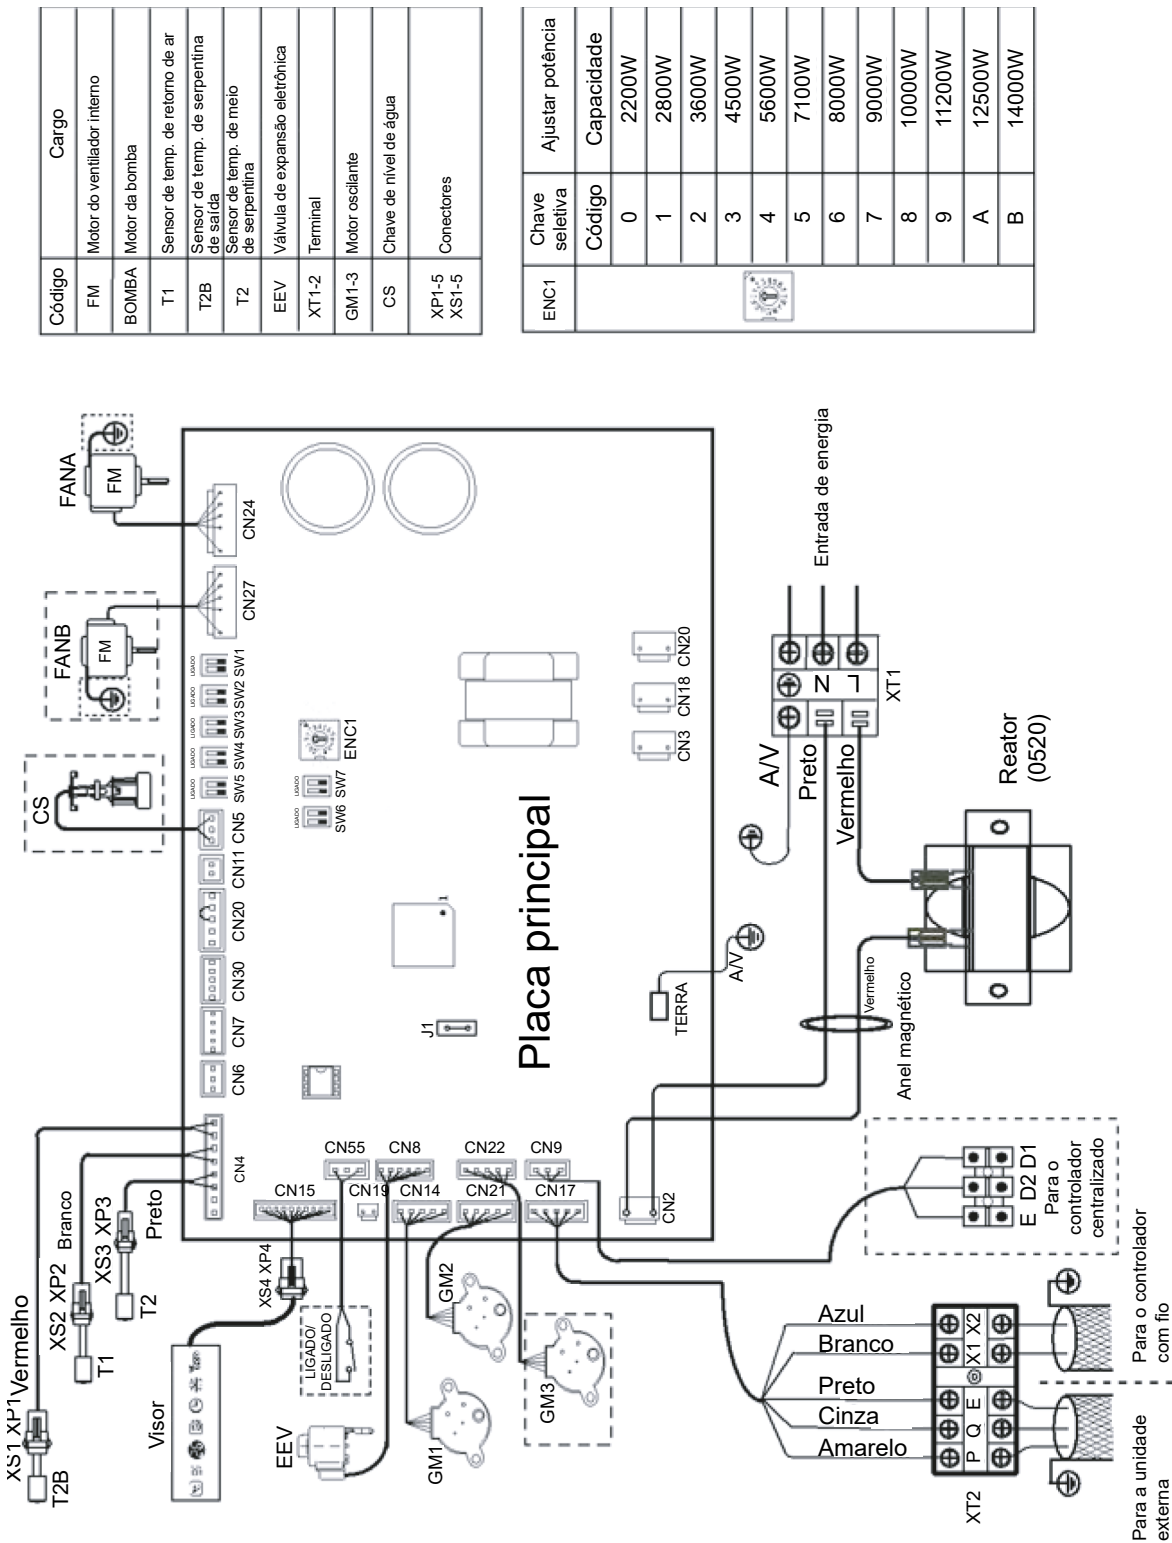 Código Cargo
FM Motor do ventilador interno
BOMBA Motor da bomba
T1 Sensor de temp. de retorno de ar
T2B Sensor de temp. de serpentina
de saída
T2 Sensor de temp. de meio
de serpentina
EEV Válvula de expansão eletrônica
XT1-2 Terminal
GM1-3 Motor oscilante
CS Chave de nível de água
XP1-5
XS1-5 Conectores
ENC1 Chave
seletiva Ajustar potência
Código Capacidade
0 2200W
1 2800W
2 3600W
3 4500W
4 5600W
5 7100W
6 8000W
7 9000W
8 10000W
9 11200W
A 12500W
B 14000W
XS1 XP1 Vermelho
T2B
XS2 XP2 Branco
T1
XS3 XP3
Preto
T2
CS
FANB
FM
FANA
FM
CN4
CN6
CN7
CN30
CN20
CN11
CN5
SW5
SW4
SW3
SW2
SW1
LIGADO
LIGADO
LIGADO
LIGADO
LIGADO
CN27
CN24
SW6
SW7
LIGADO
LIGADO
ENC1
J1
1
Placa principal
Visor
XS4 XP4
CN15
CN55
CN19
CN8
CN14
CN22
CN21
CN9
CN17
CN2
LIGADO/
DESLIGADO
EEV
GM1
GM2
GM3
TERRA
A/V
CN3
CN18
CN20
A/V
Preto
Vermelho
N
L
XT1
Entrada de energia
Anel magnético
Vermelho
Reator
(0520)
E D2 D1
Para o
controlador
centralizado
Azul
Branco
Preto
Cinza
Amarelo
P Q E X1 X2
XT2
Para a unidade
externa
Para o controlador
com fio